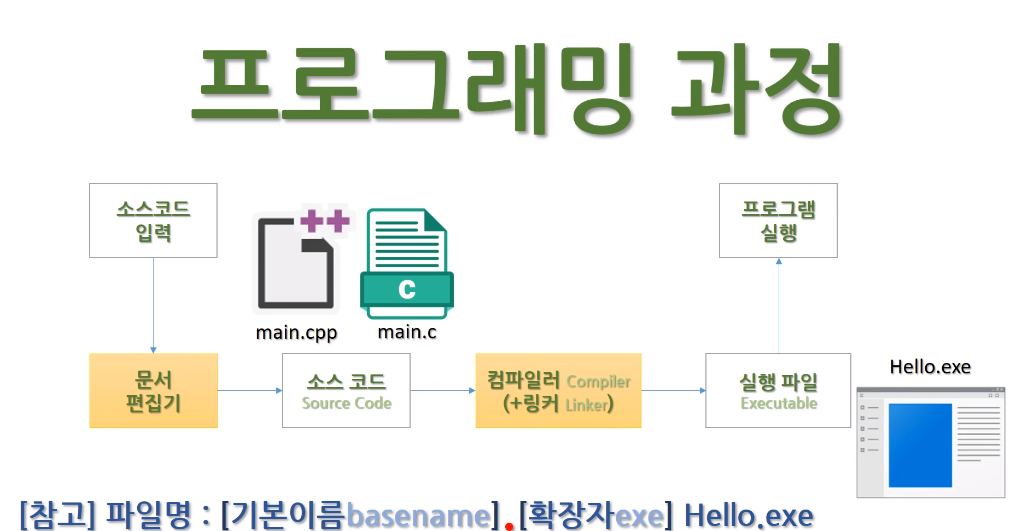 프로그래밍 과정
소스코드
입력
프로그램
실행
++
C
main.cpp
main.c
문서
편집기
소스 코드
Source Code
컴파일러 Compiler
(+링커 Linker)
실행 파일
Executable
Hello.exe
[참고] 파일명 : [기본이름basename].[확장자exe] Hello.exe